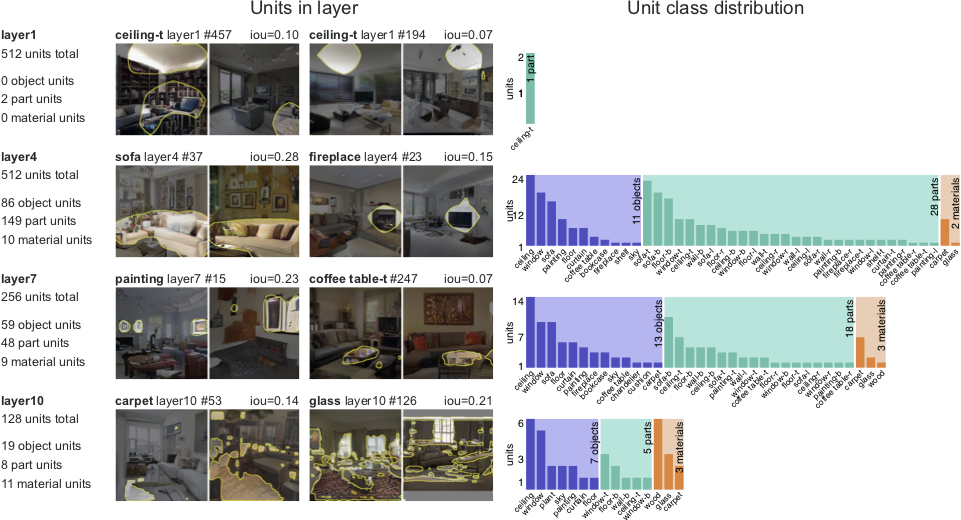 Units in layer
Unit class distribution
layer1
512 units total
0 object units
2 part units
0 material units
ceiling-t layer1 #457 iou=0.10
ceiling-t layer1 #194 iou=0.07
units
2
1
1 part
ceiling-t
layer4
512 units total
86 object units
149 part units
10 material units
sofa layer4 #37 iou=0.28
fireplace layer4 #23 iou=0.15
units
24
12
1
11 objects
28 parts
2 materials
ceiling
window
sofa
painting
floor
curtain
coffee table
bookcase
fireplace
shelf
sky
sofa-t
sofa-b
floor-b
window-t
ceiling-t
wall-b
sofa-l
floor-r
ceiling-b
window-b
floor-l
wall-t
ceiling-r
window-r
wall-r
ceiling-l
sofa-r
wall-l
painting-b
fireplace-r
fireplace-l
window-l
shelf-t
curtain-l
painting-t
coffee table-t
coffee table-l
painting-l
carpet
glass
layer7
256 units total
59 object units
48 part units
9 material units
painting layer7 #15 iou=0.23
coffee table-t #247 iou=0.07
units
14
7
1
13 objects
18 parts
3 materials
ceiling
window
sofa
floor
curtain
painting
fireplace
bookcase
sky
coffee table
chandelier
cushion
carpet
sofa-b
ceiling-t
floor-b
wall-b
ceiling-b
sofa-t
painting-t
wall-t
window-t
coffee table-t
floor-r
window-b
floor-t
sofa-l
ceiling-l
window-r
painting-b
coffee table-r
carpet
glass
wood
layer10
128 units total
19 object units
8 part units
11 material units
carpet layer10 #53 iou=0.14
glass layer10 #126 iou=0.21
units
6
3
1
7 objects
5 parts
3 materials
ceiling
window
plant
sky
painting
curtain
floor
window-t
floor-b
wall-b
ceiling-t
window-b
wood
glass
carpet